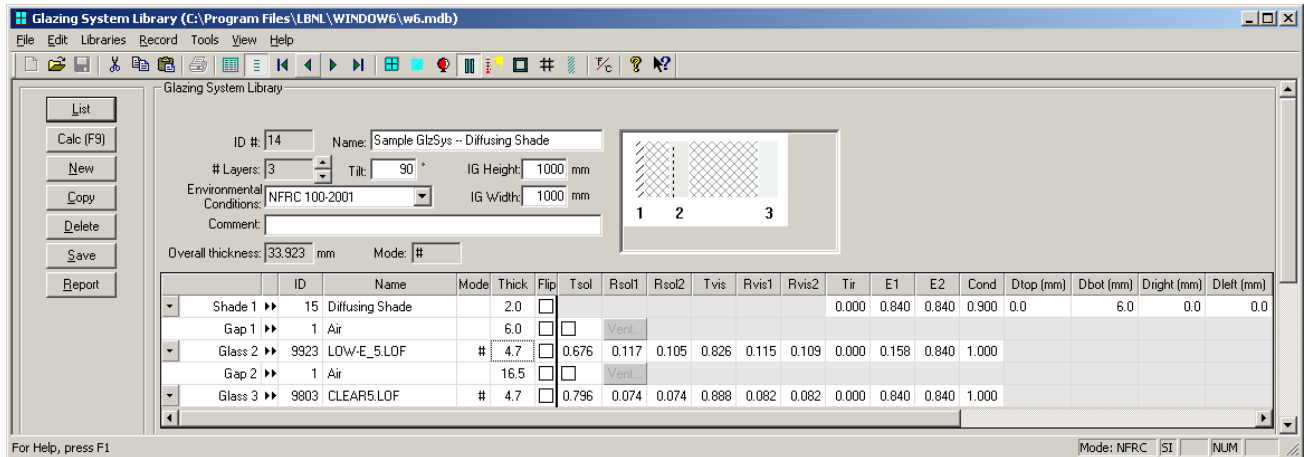 Glazing System Library (C:\Program Files\LBNL\WINDOW6\w6.mdb)
File Edit Libraries Record Tools View Help
F/C ? ?
Glazing System Library
List
Calc (F9)
New
Copy
Delete
Save
Report
ID #: 14 Name: Sample GlzSys -- Diffusing Shade
# Layers: 3 Tilt: 90 ° IG Height: 1000 mm
Environmental Conditions: NFRC 100-2001 IG Width: 1000 mm
Comment:
Overall thickness: 33.923 mm Mode: #
1 2 3
ID Name Mode Thick Flip Tsol Rsol1 Rsol2 Tvis Rvis1 Rvis2 Tir E1 E2 Cond Dtop (mm) Dbot (mm) Dright (mm) Dleft (mm)
Shade 1 15 Diffusing Shade 2.0 0.000 0.840 0.840 0.900 0.0 6.0 0.0 0.0
Gap 1 1 Air 6.0 Vent...
Glass 2 9923 LOW-E_5.LOF # 4.7 0.676 0.117 0.105 0.826 0.115 0.109 0.000 0.158 0.840 1.000
Gap 2 1 Air 16.5 Vent...
Glass 3 9803 CLEAR5.LOF # 4.7 0.796 0.074 0.074 0.888 0.082 0.082 0.000 0.840 0.840 1.000
For Help, press F1 Mode: NFRC SI NUM